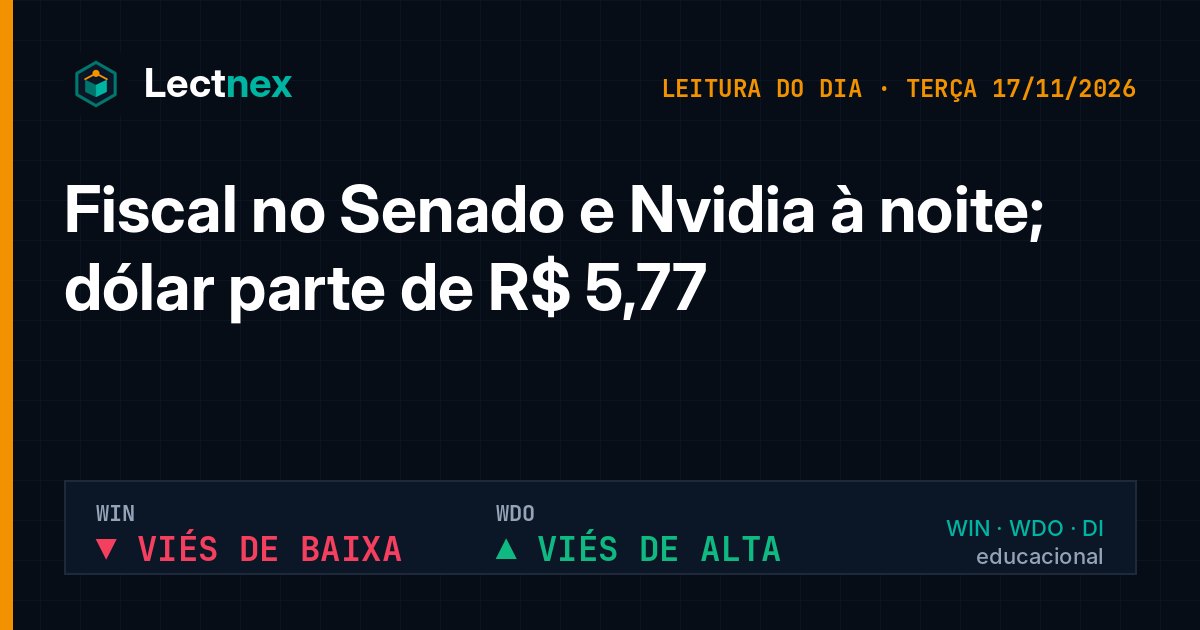 Lectnex
LEITURA DO DIA · TERÇA 17/11/2026
Fiscal no Senado e Nvidia à noite;
dólar parte de R$ 5,77
WIN
▼ VIÉS DE BAIXA
WDO
▲ VIÉS DE ALTA
WIN · WDO · DI
educacional